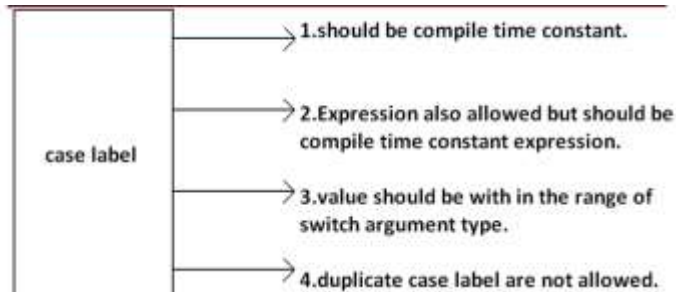 1.should be compile time constant.
2.Expression also allowed but should be
compile time constant expression.
case label
3.value should be with in the range of
switch argument type.
4.duplicate case label are not allowed.